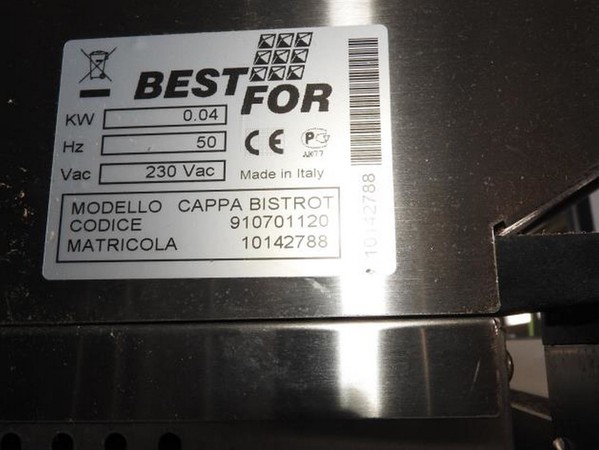 BEST FOR
KW 0.04
Hz 50
Vac 230 Vac
CE
Made in Italy
MODELLO CAPPA BISTROT
CODICE 910701120
MATRICOLA 10142788
10142788